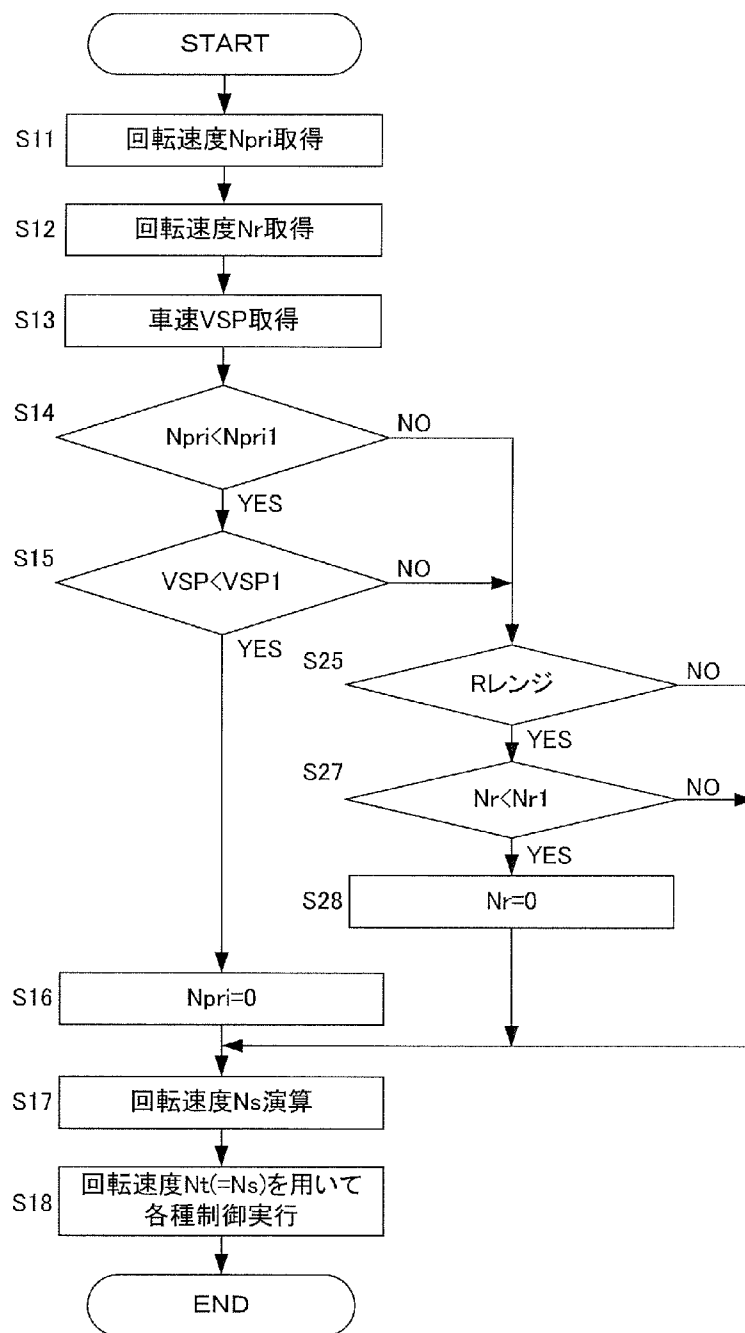 START
S11
回転速度Npri取得
S12
回転速度Nr取得
S13
車速VSP取得
S14
Npri<Npri1
NO
YES
S15
VSP<VSP1
NO
YES
S25
Rレンジ
NO
YES
S27
Nr<Nr1
NO
YES
S28
Nr=0
S16
Npri=0
S17
回転速度Ns演算
S18
回転速度Nt(=Ns)を用いて
各種制御実行
END